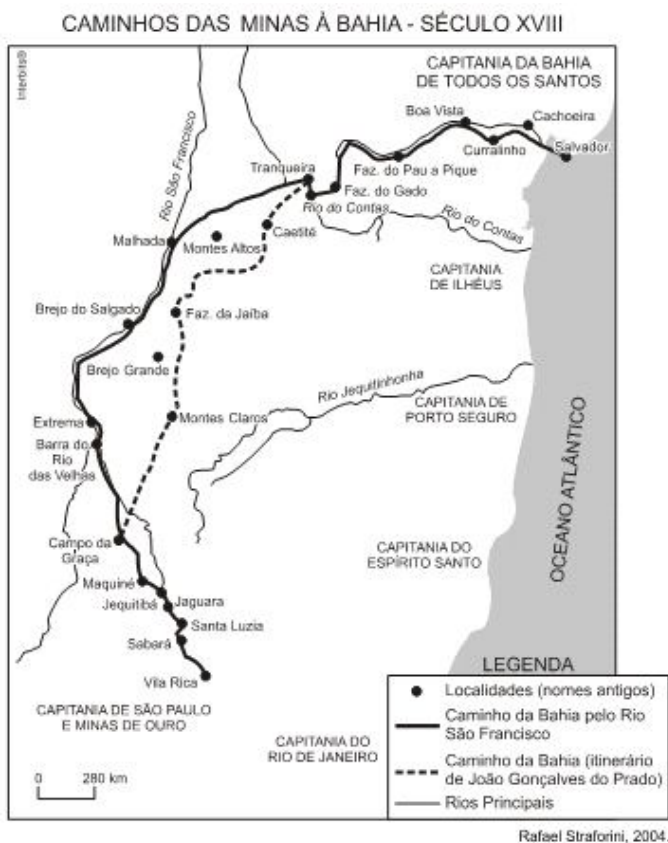 CAMINHOS DAS MINAS À BAHIA - SÉCULO XVIII
Interbits®
CAPITANIA DA BAHIA
DE TODOS OS SANTOS
Boa Vista
Cachoeira
Curralinho
Salvador
Faz. do Pau a Pique
Tranqueira
Faz. do Gado
Rio do Contas
Rio São Francisco
Caetité
Rio do Contas
Malhada
Montes Altos
CAPITANIA
DE ILHÉUS
Brejo do Salgado
Faz. da Jaíba
Brejo Grande
Rio Jequitinhonha
CAPITANIA DE
PORTO SEGURO
Extrema
Montes Claros
Barra do
Rio
das Velhas
OCEANO ATLÂNTICO
Campo da
Graça
CAPITANIA DO
ESPÍRITO SANTO
Maquiné
Jequitibá
Jaguara
Santa Luzia
Sabará
Vila Rica
CAPITANIA DE SÃO PAULO
E MINAS DE OURO
CAPITANIA DO
RIO DE JANEIRO
0 280 km
LEGENDA
Localidades (nomes antigos)
Caminho da Bahia pelo Rio
São Francisco
Caminho da Bahia (itinerário
de João Gonçalves do Prado)
Rios Principais
Rafael Straforini, 2004.